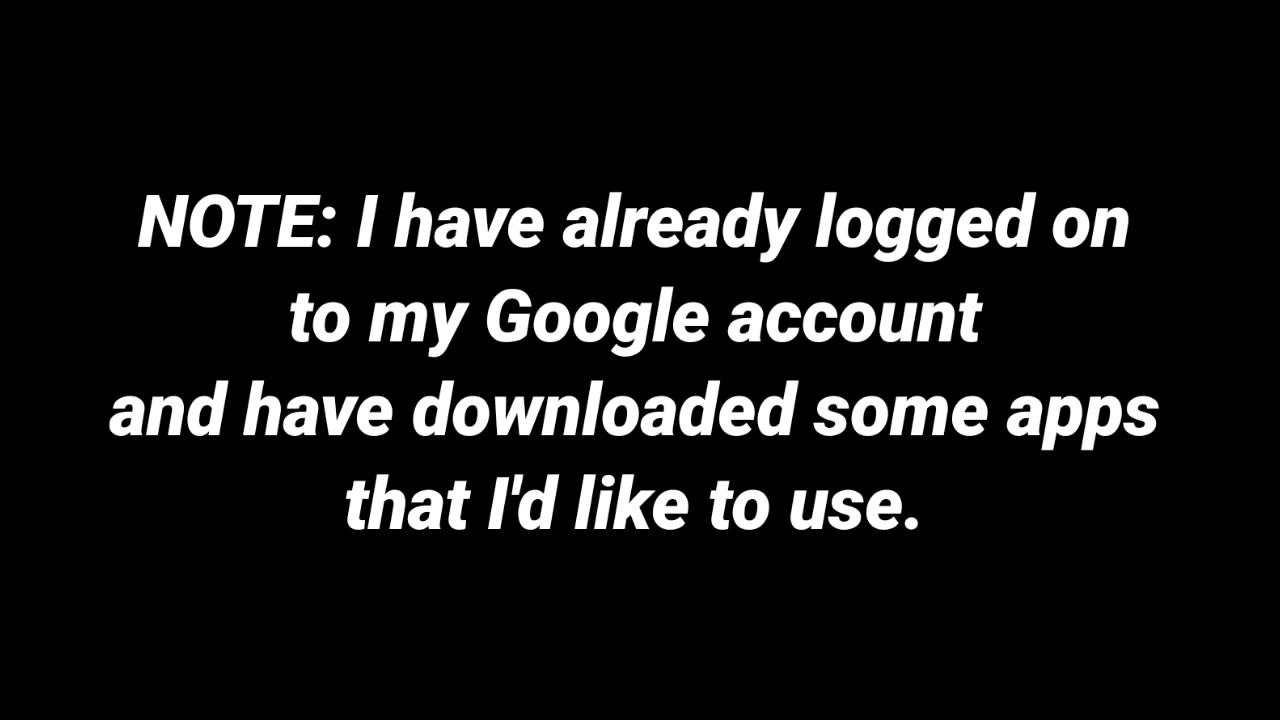 NOTE: I have already logged on
to my Google account
and have downloaded some apps
that I'd like to use.